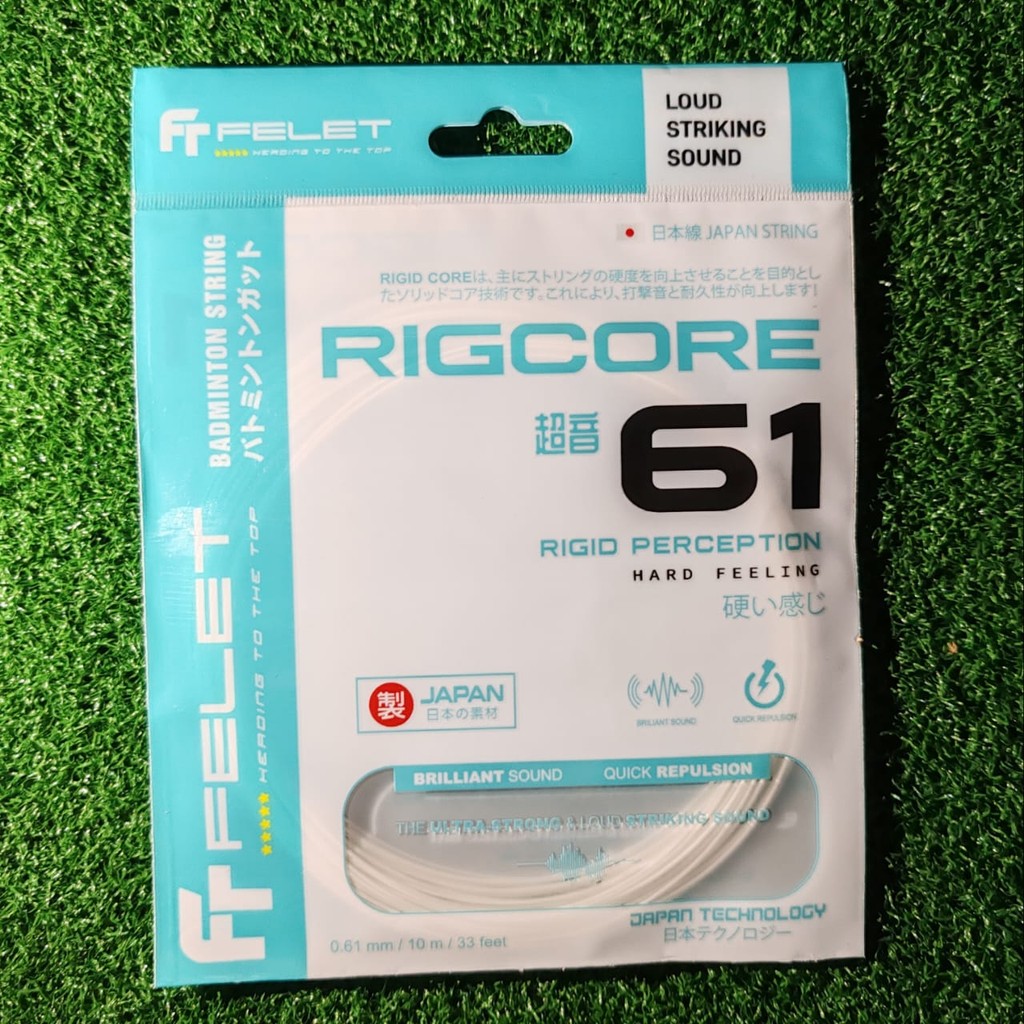 FELET
HEADING TO THE TOP
LOUD
STRIKING
SOUND
日本線 JAPAN STRING
RIGID COREは、主にストリングの硬度を向上させることを目的とし
たソリッドコア技術です。これにより、打撃音と耐久性が向上します!
RIGCORE
超音 61
RIGID PERCEPTION
HARD FEELING
硬い感じ
BADMINTON STRING
バトミントンガット
FELET
HEADING TO THE TOP
製 JAPAN
日本の素材
BRILIANT SOUND
QUICK REPULSION
BRILLIANT SOUND QUICK REPULSION
THE ULTRA STRONG & LOUD STRIKING SOUND
JAPAN TECHNOLOGY
日本テクノロジー
0.61 mm / 10 m / 33 feet